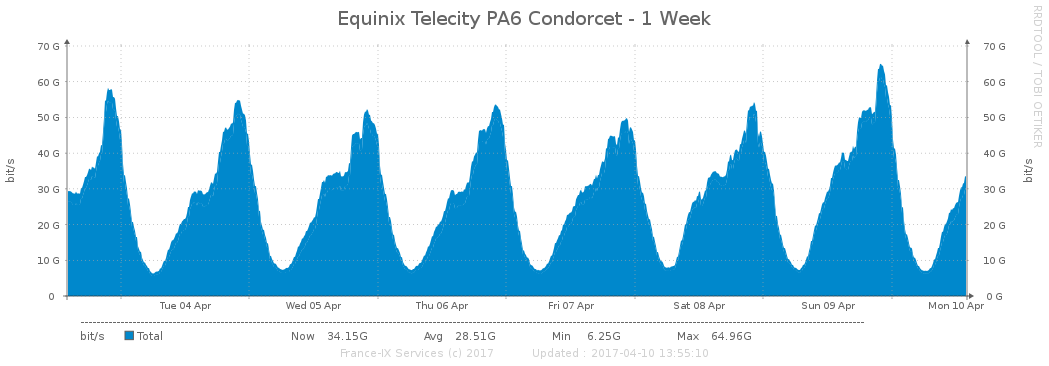 Equinix Telecity PA6 Condorcet - 1 Week
RRDTOOL / TOBI OETIKER
70 G 70 G
60 G 60 G
50 G 50 G
40 G 40 G
30 G 30 G
20 G 20 G
10 G 10 G
0 0 G
bit/s bit/s
Tue 04 Apr Wed 05 Apr Thu 06 Apr Fri 07 Apr Sat 08 Apr Sun 09 Apr Mon 10 Apr
bit/s Total Now 34.15G Avg 28.51G Min 6.25G Max 64.96G
France-IX Services (c) 2017 Updated : 2017-04-10 13:55:10